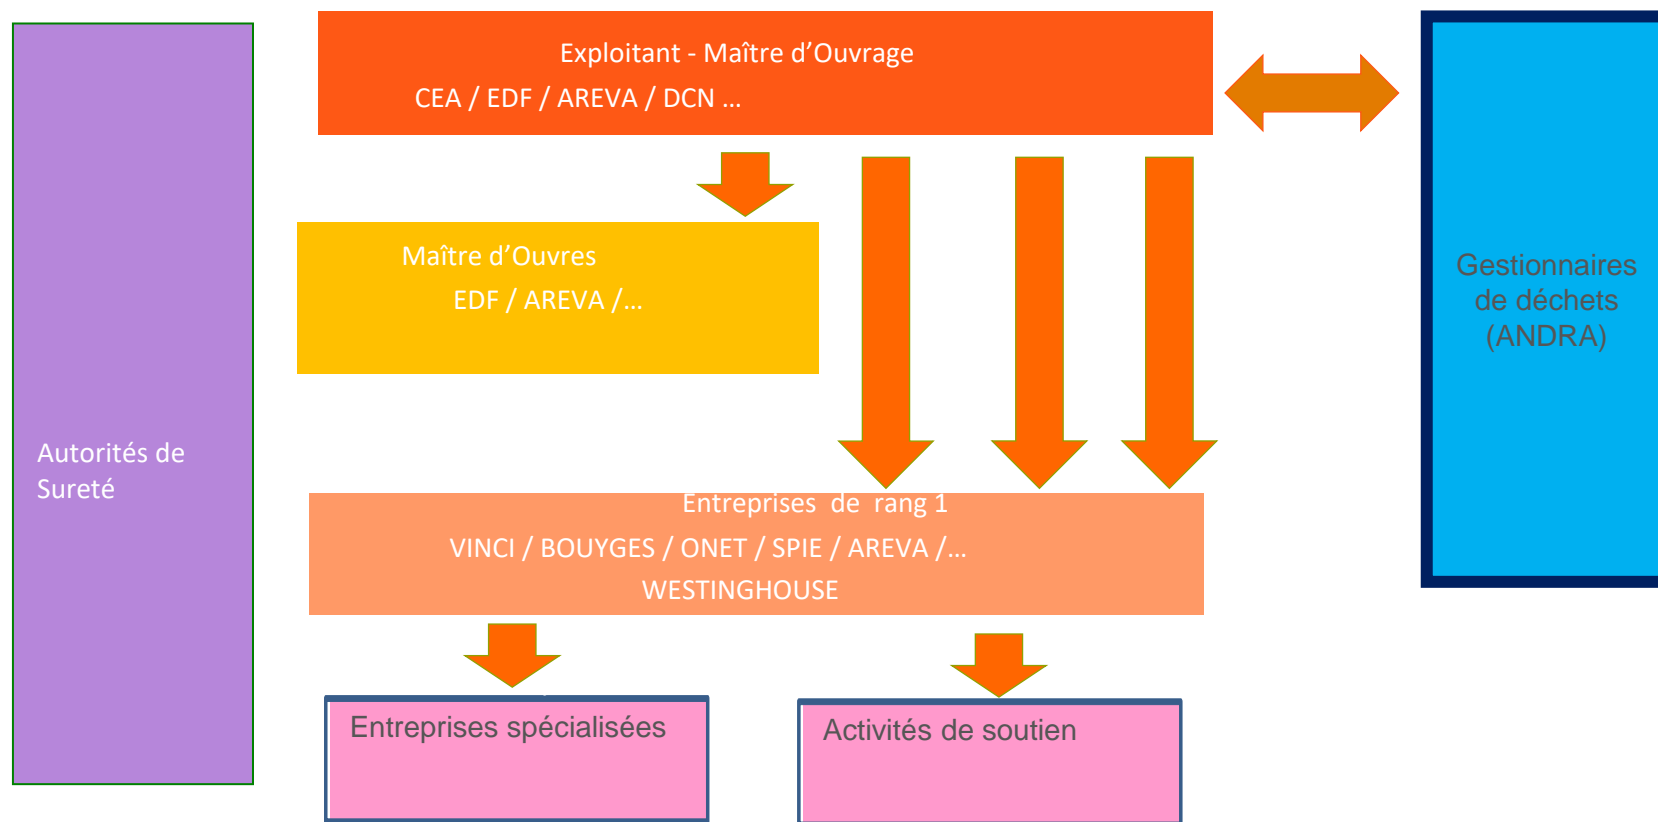 Exploitant - Maître d’Ouvrage
CEA / EDF / AREVA / DCN ...
Maître d’Ouvres
EDF / AREVA /...
Autorités de
Sureté
Gestionnaires
de déchets
(ANDRA)
Entreprises de rang 1
VINCI / BOUYGES / ONET / SPIE / AREVA /...
WESTINGHOUSE
Entreprises spécialisées
Activités de soutien